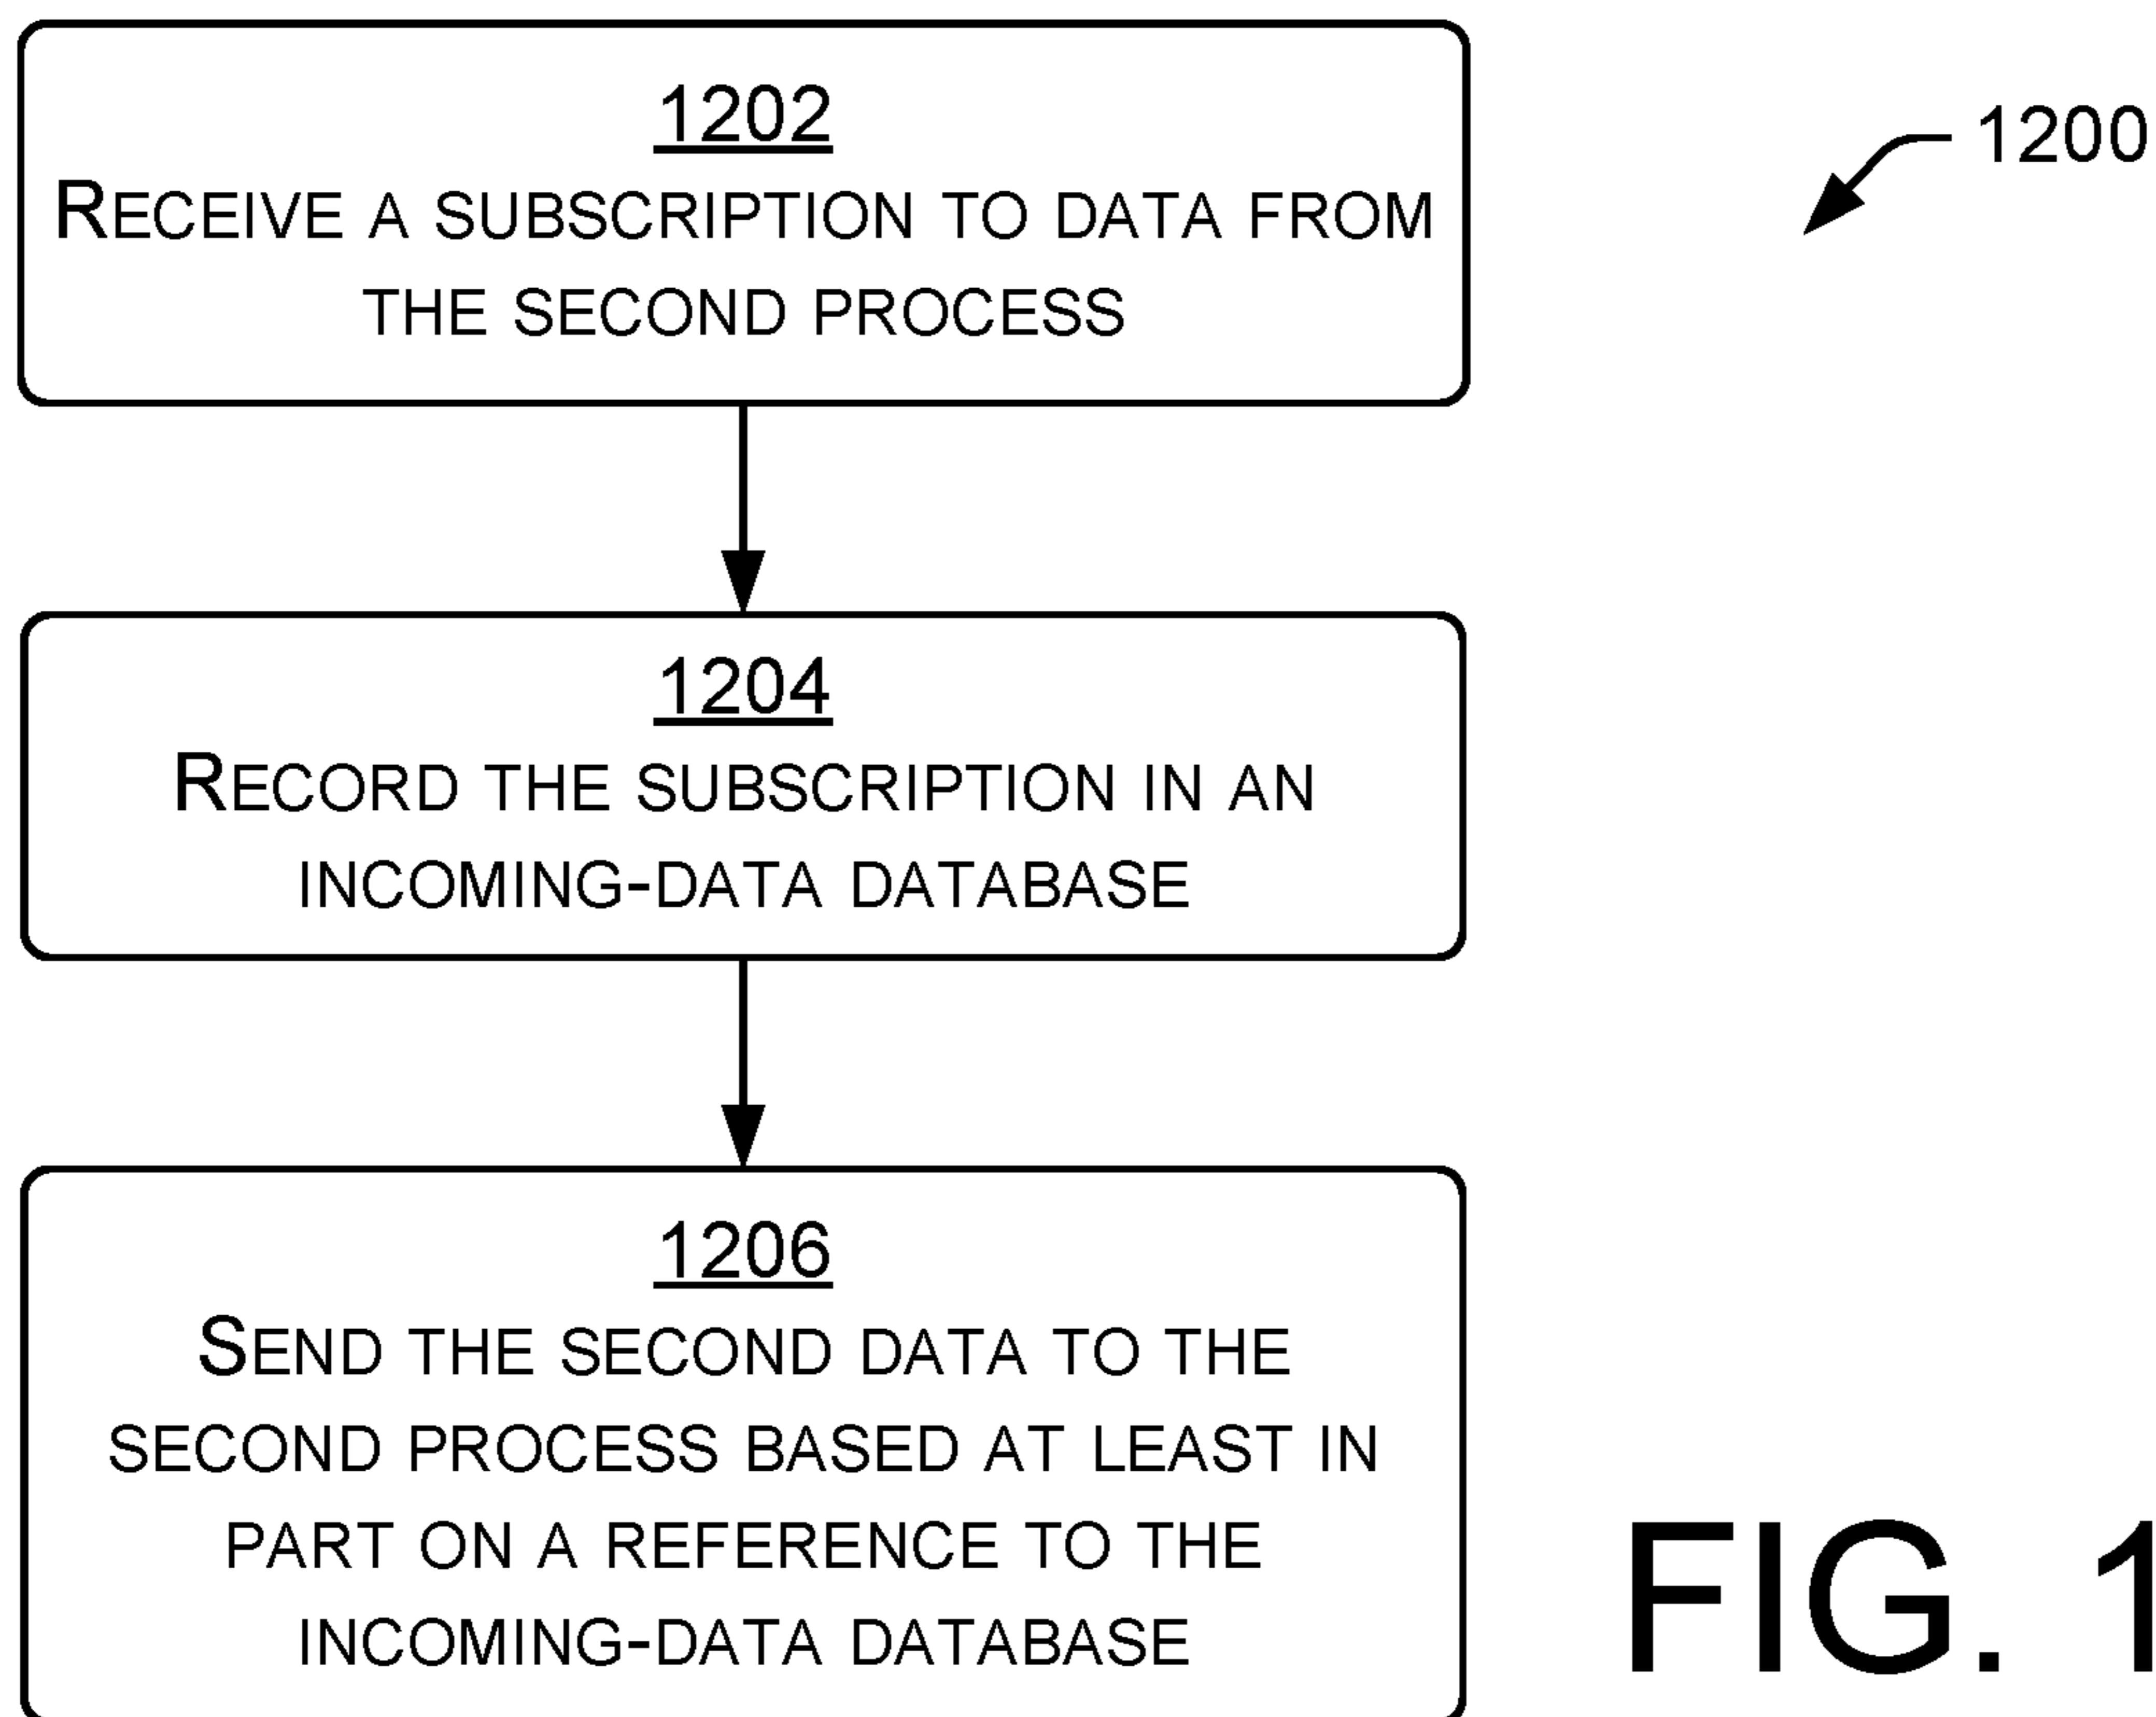 1202
RECEIVE A SUBSCRIPTION TO DATA FROM
THE SECOND PROCESS
1200
1204
RECORD THE SUBSCRIPTION IN AN
INCOMING-DATA DATABASE
1206
SEND THE SECOND DATA TO THE
SECOND PROCESS BASED AT LEAST IN
PART ON A REFERENCE TO THE
INCOMING-DATA DATABASE
FIG. 1